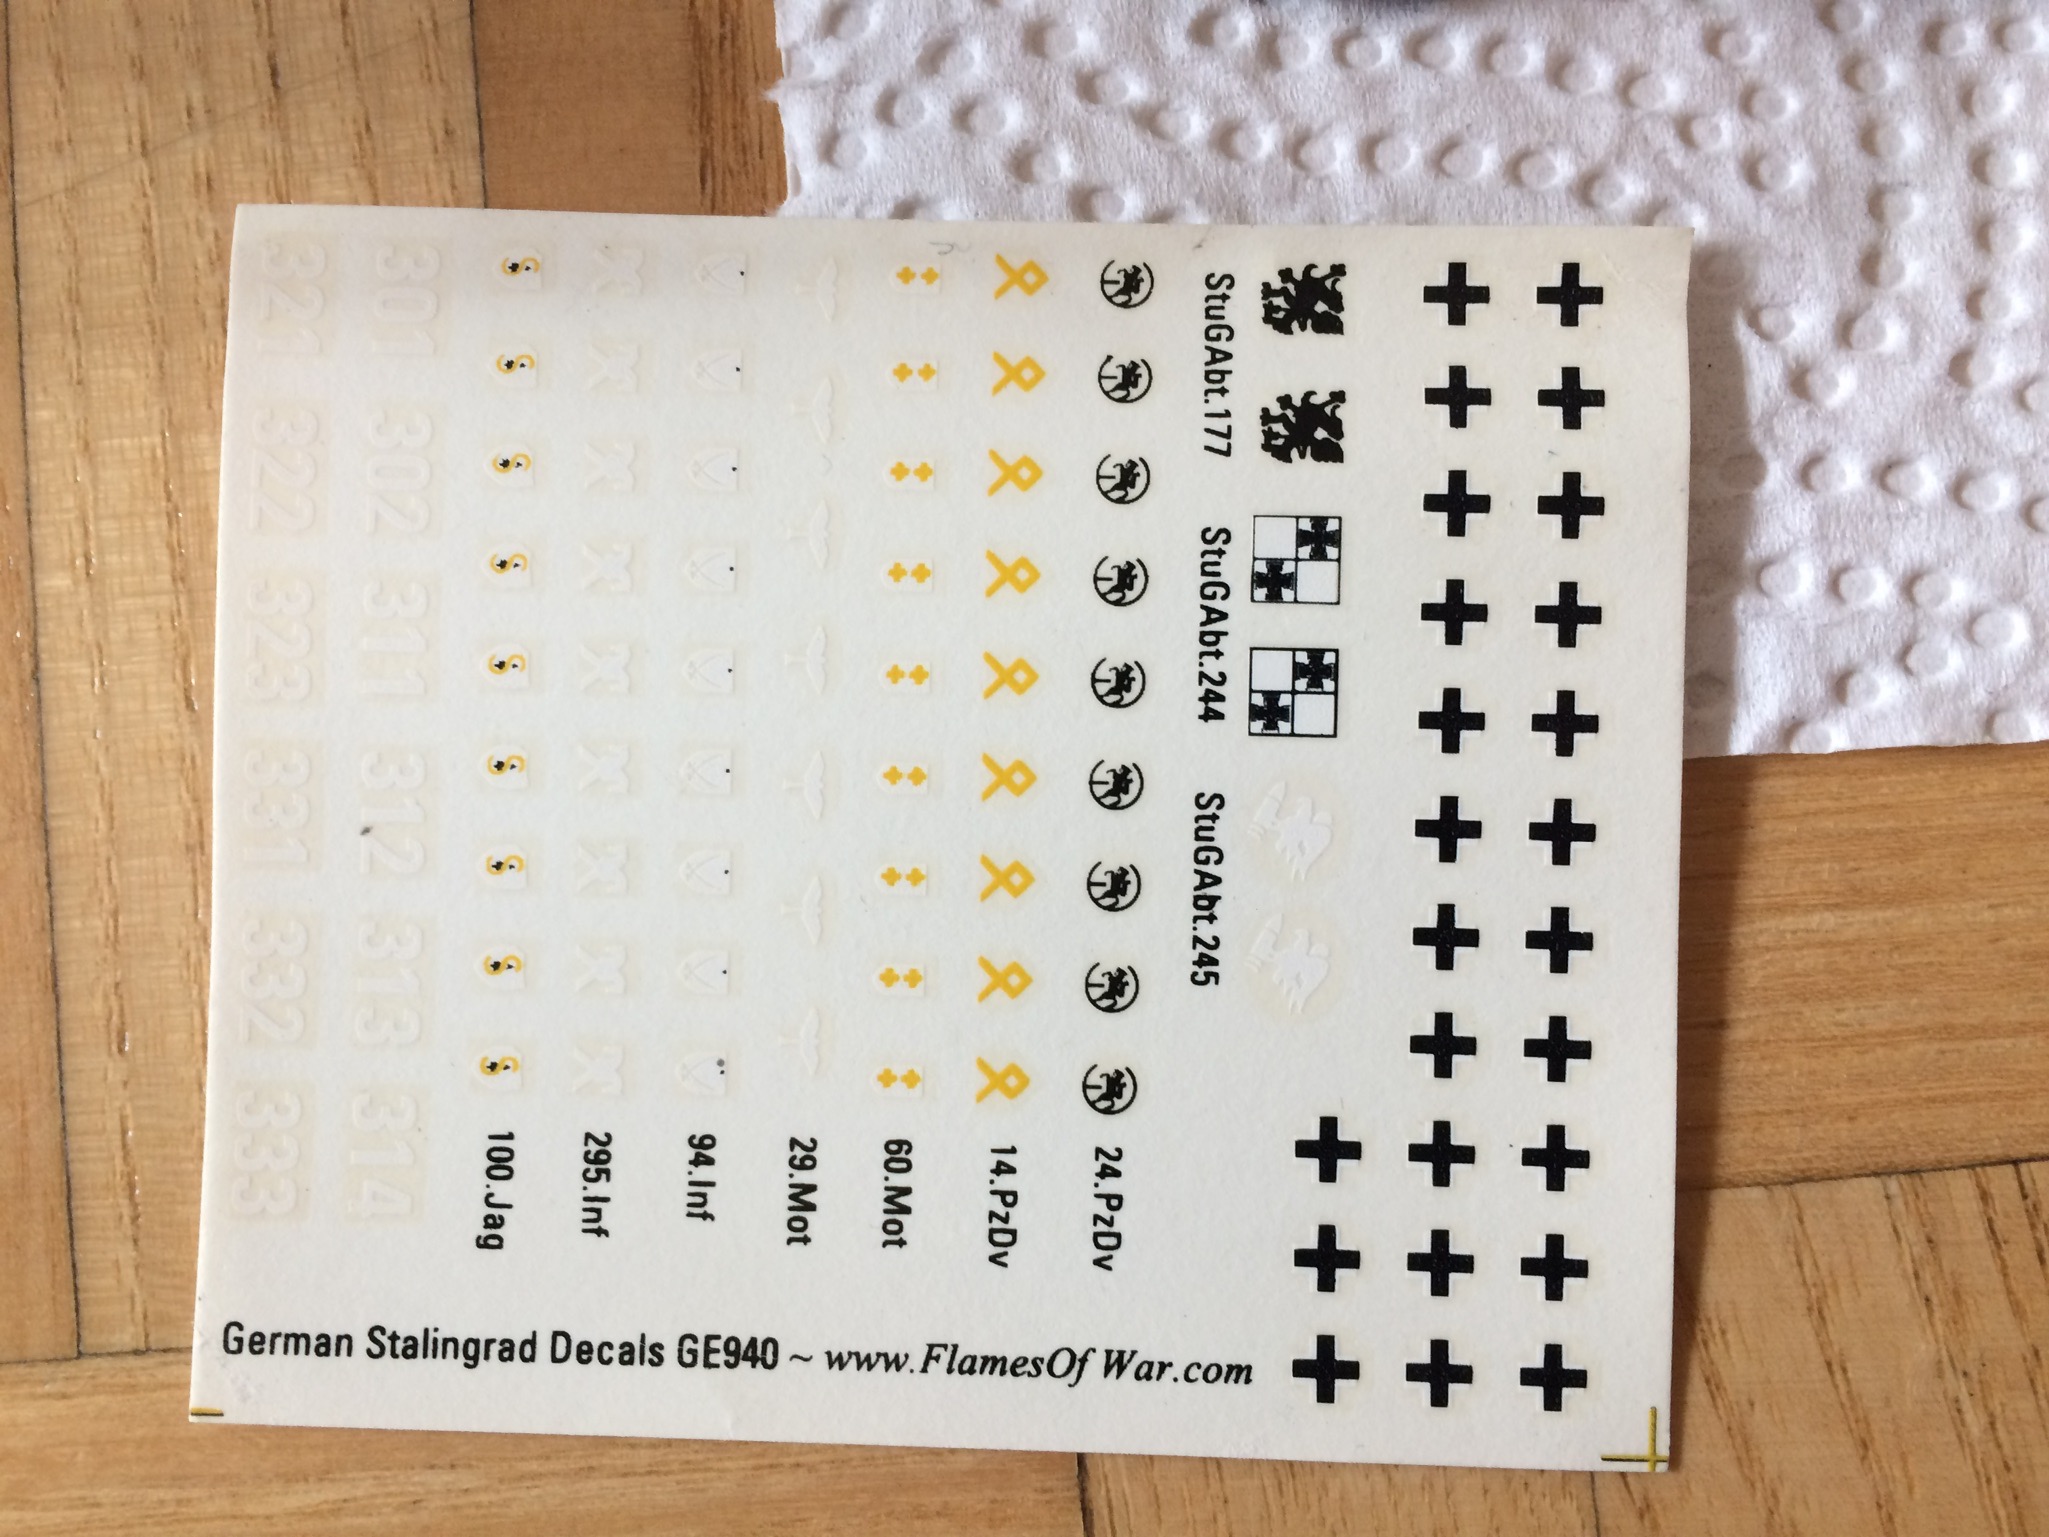 German Stalingrad Decals GE940 ~ www.FlamesOf War.com
StuGAbt.177
StuGAbt.244
StuGAbt.245
24.PzDv
14.PzDv
60.Mot
29.Mot
94.Inf
295.Inf
100.Jag
301 302 311 312 313 314
321 322 323 331 332 333